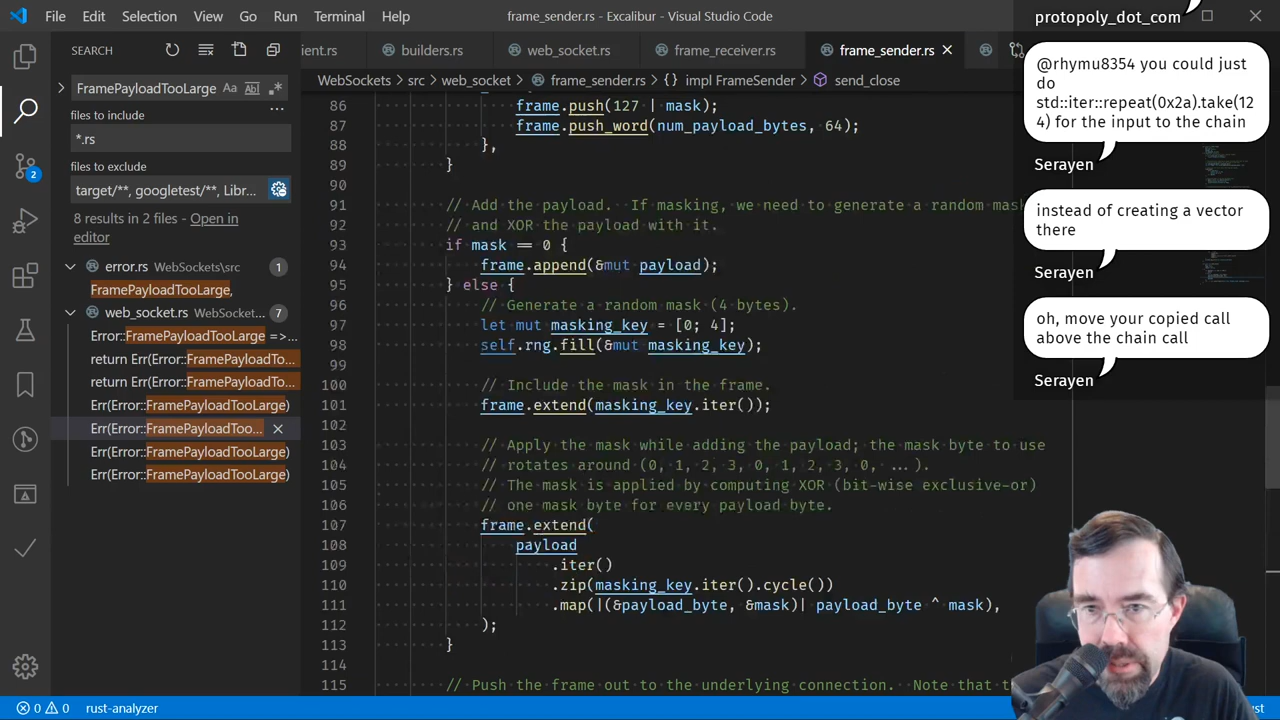 File Edit Selection View Go Run Terminal Help
frame_sender.rs - Excalibur - Visual Studio Code
protopoly_dot_com
SEARCH
ient.rs builders.rs web_socket.rs frame_receiver.rs frame_sender.rs
WebSockets > src > web_socket > frame_sender.rs > {} impl FrameSender > send_close
FramePayloadTooLarge
files to include
*.rs
files to exclude
target/**, googletest/**, Libr...
8 results in 2 files - Open in
editor
error.rs WebSockets\src 1
FramePayloadTooLarge,
web_socket.rs WebSocket... 7
Error::FramePayloadTooLarge =>...
return Err(Error::FramePayloadTo...
return Err(Error::FramePayloadTo...
Err(Error::FramePayloadTooLarge)
Err(Error::FramePayloadToo...
Err(Error::FramePayloadTooLarge)
Err(Error::FramePayloadTooLarge)
86 frame.push(127 | mask);
87 frame.push_word(num_payload_bytes, 64);
88 },
89 }
90
91 // Add the payload. If masking, we need to generate a random mas
92 // and XOR the payload with it.
93 if mask == 0 {
94 frame.append(&mut payload);
95 } else {
96 // Generate a random mask (4 bytes).
97 let mut masking_key = [0; 4];
98 self.rng.fill(&mut masking_key);
99
100 // Include the mask in the frame.
101 frame.extend(masking_key.iter());
102
103 // Apply the mask while adding the payload; the mask byte to use
104 // rotates around (0, 1, 2, 3, 0, 1, 2, 3, 0, ...).
105 // The mask is applied by computing XOR (bit-wise exclusive-or)
106 // one mask byte for every payload byte.
107 frame.extend(
108 payload
109 .iter()
110 .zip(masking_key.iter().cycle())
111 .map(|(&payload_byte, &mask)| payload_byte ^ mask),
112 );
113 }
114
115 // Push the frame out to the underlying connection. Note that t
@rhymu8354 you could just
do
std::iter::repeat(0x2a).take(12
4) for the input to the chain
Serayen
instead of creating a vector
there
Serayen
oh, move your copied call
above the chain call
Serayen
2
0 0 rust-analyzer
ust